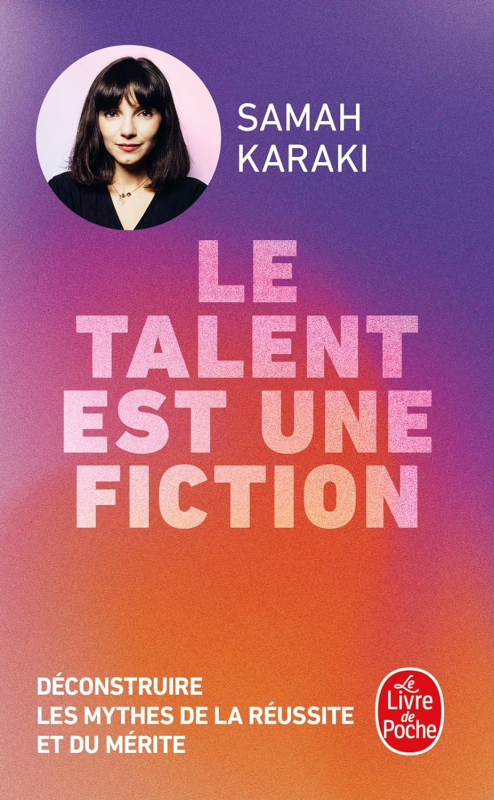 SAMAH
KARAKI
LE
TALENT
EST UNE
FICTION
DÉCONSTRUIRE
LES MYTHES DE LA RÉUSSITE
ET DU MÉRITE
Le
Livre
de
Poche